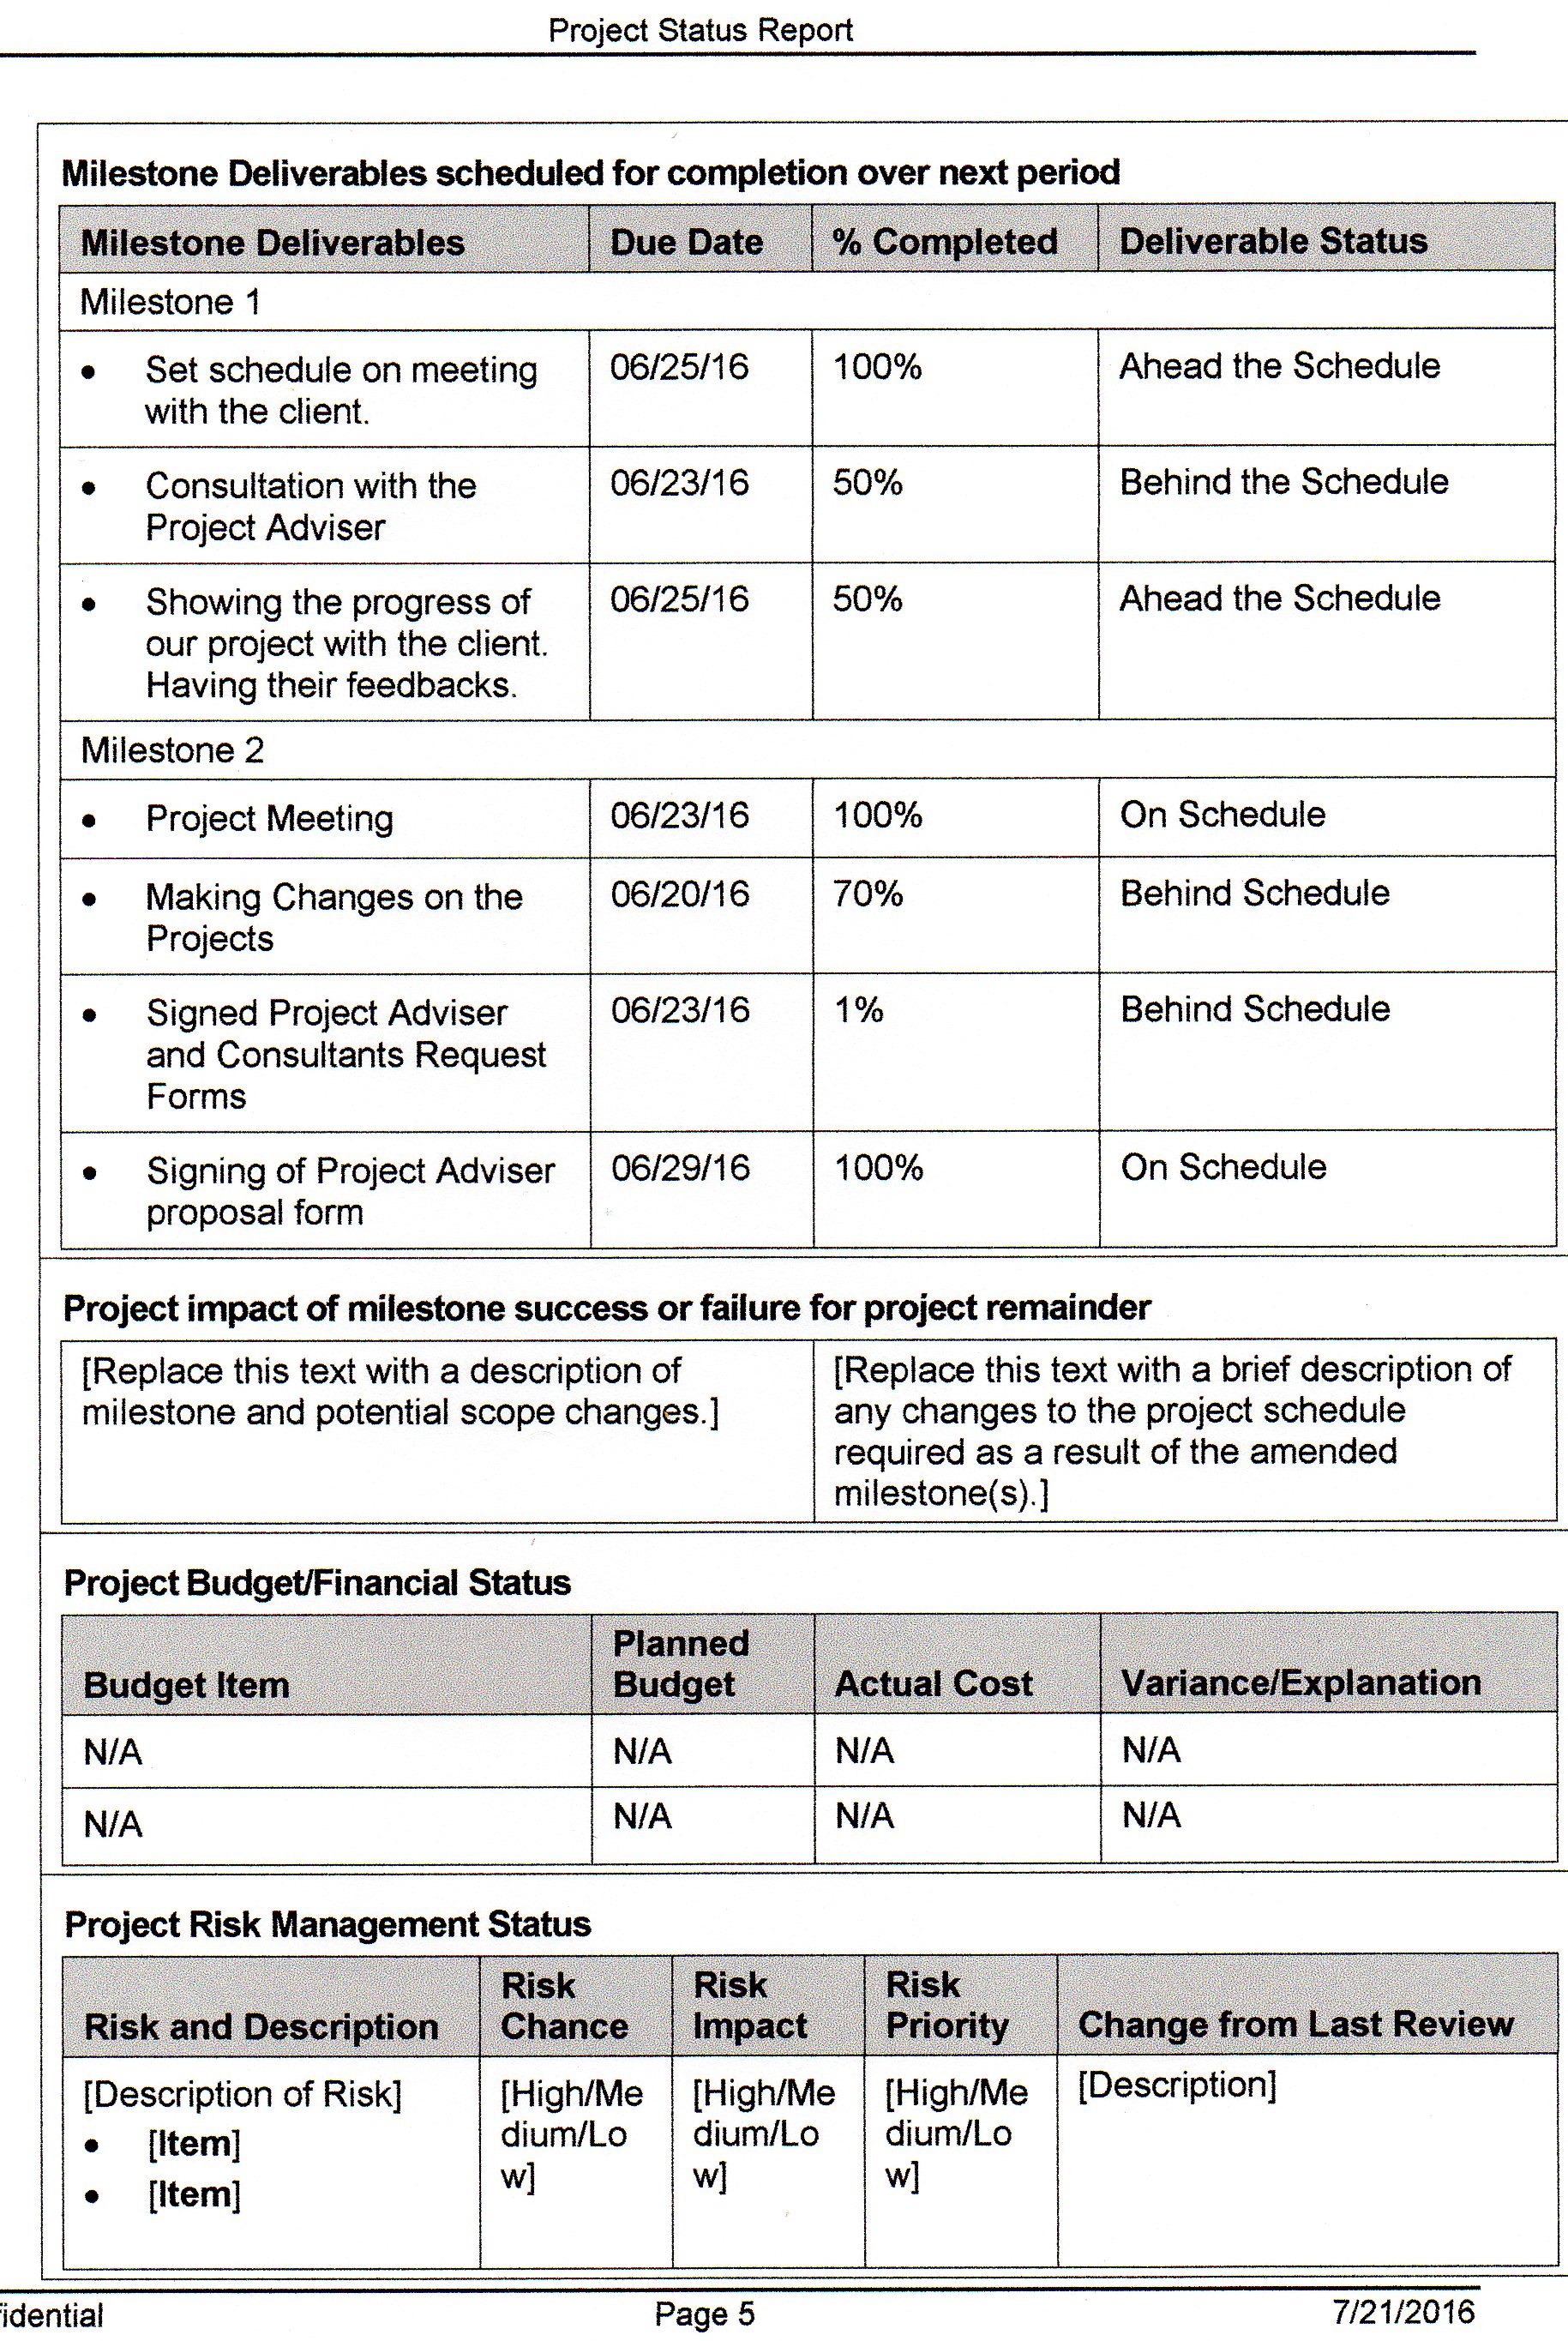 Project Status Report
Milestone Deliverables scheduled for completion over next period
Milestone Deliverables Due Date % Completed Deliverable Status
Milestone 1
• Set schedule on meeting 06/25/16 100% Ahead the Schedule
with the client.
• Consultation with the 06/23/16 50% Behind the Schedule
Project Adviser
• Showing the progress of 06/25/16 50% Ahead the Schedule
our project with the client.
Having their feedbacks.
Milestone 2
• Project Meeting 06/23/16 100% On Schedule
• Making Changes on the 06/20/16 70% Behind Schedule
Projects
• Signed Project Adviser 06/23/16 1% Behind Schedule
and Consultants Request
Forms
• Signing of Project Adviser 06/29/16 100% On Schedule
proposal form
Project impact of milestone success or failure for project remainder
[Replace this text with a description of
milestone and potential scope changes.]
[Replace this text with a brief description of
any changes to the project schedule
required as a result of the amended
milestone(s).]
Project Budget/Financial Status
Budget Item Planned Budget Actual Cost Variance/Explanation
N/A N/A N/A N/A
N/A N/A N/A N/A
Project Risk Management Status
Risk and Description Risk Chance Risk Impact Risk Priority Change from Last Review
[Description of Risk] [High/Me [High/Me [High/Me [Description]
• [Item] dium/Lo dium/Lo dium/Lo
• [Item] w] w] w]
fidential Page 5 7/21/2016